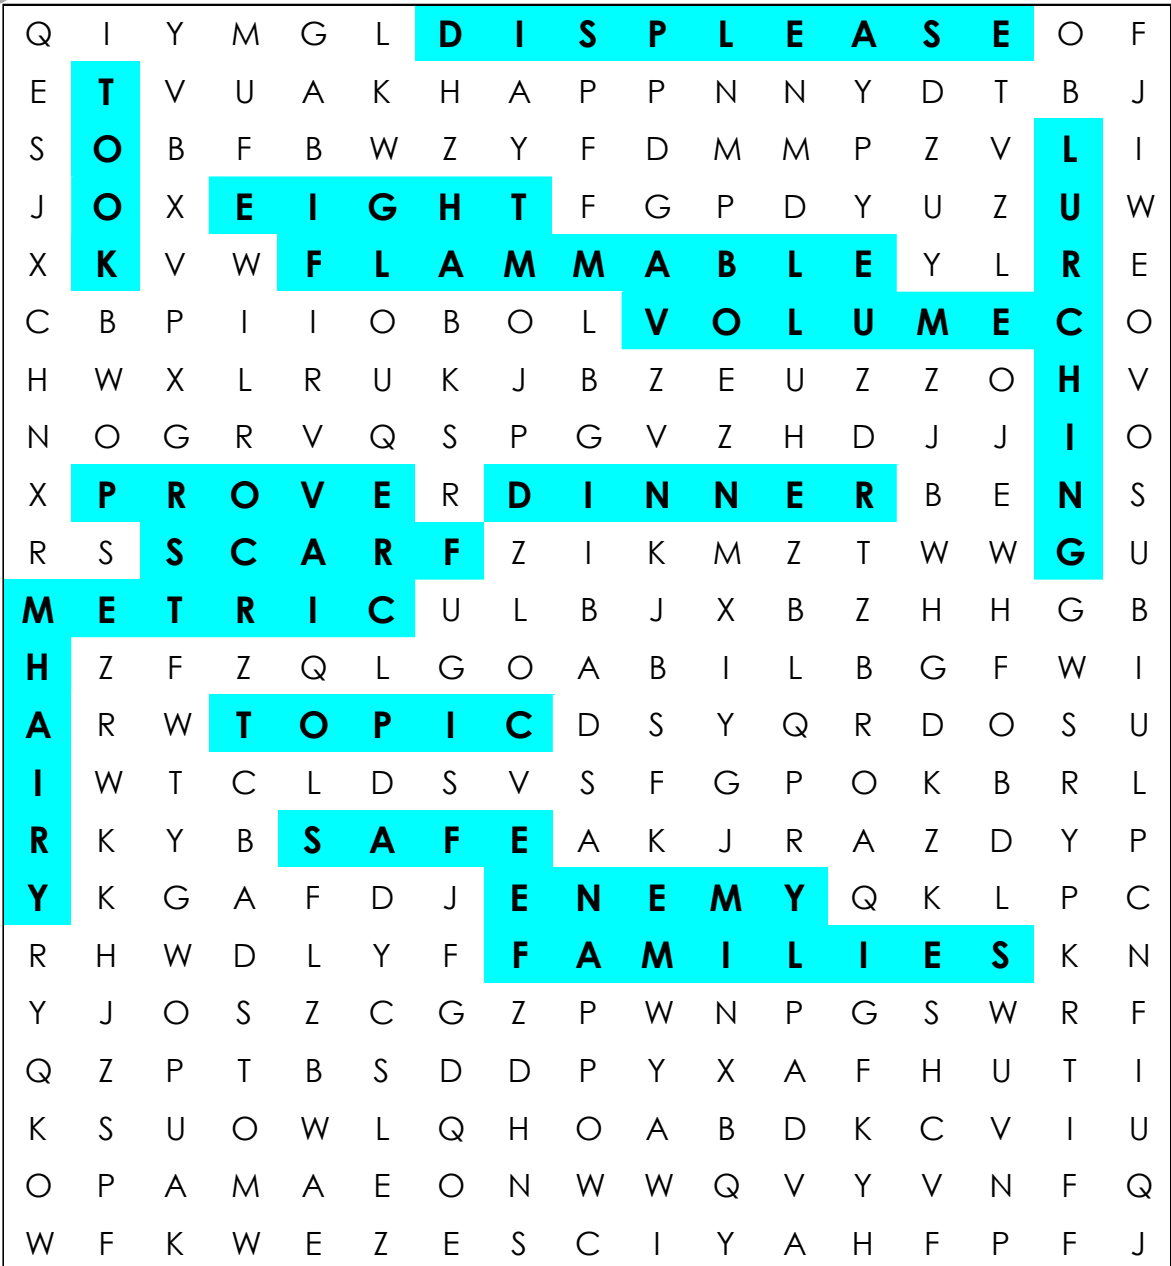 Q I Y M G L D I S P L E A S E O F
E T V U A K H A P P N N Y D T B J
S O B F B W Z Y F D M M P Z V L I
J O X E I G H T F G P D Y U Z U W
X K V W F L A M M A B L E Y L R E
C B P I I O B O L V O L U M E C O
H W X L R U K J B Z E U Z Z O H V
N O G R V Q S P G V Z H D J J I O
X P R O V E R D I N N E R B E N S
R S S C A R F Z I K M Z T W W G U
M E T R I C U L B J X B Z H H G B
H Z F Z Q L G O A B I L B G F W I
A R W T O P I C D S Y Q R D O S U
I W T C L D S V S F G P O K B R L
R K Y B S A F E A K J R A Z D Y P
Y K G A F D J E N E M Y Q K L P C
R H W D L Y F F A M I L I E S K N
Y J O S Z C G Z P W N P G S W R F
Q Z P T B S D D P Y X A F H U T I
K S U O W L Q H O A B D K C V I U
O P A M A E O N W W Q V Y V N F Q
W F K W E Z E S C I Y A H F P F J